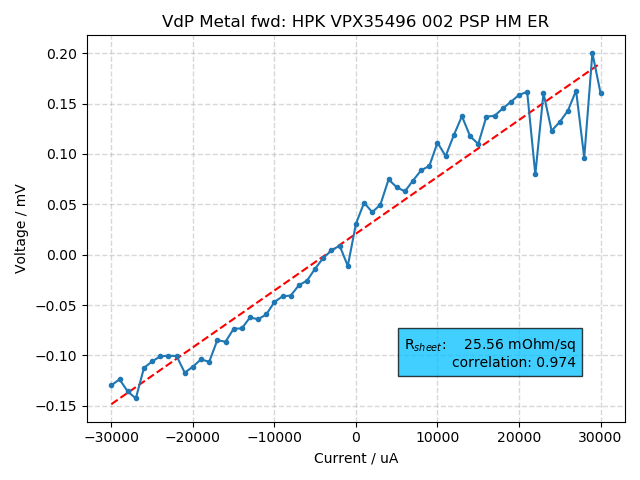 VdP Metal fwd: HPK VPX35496 002 PSP HM ER
Voltage / mV
0.20
0.15
0.10
0.05
0.00
−0.05
−0.10
−0.15
R_sheet: 25.56 mOhm/sq
correlation: 0.974
−30000 −20000 −10000 0 10000 20000 30000
Current / uA